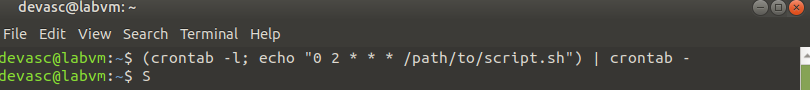 devasc@labvm: ~
File Edit View Search Terminal Help
devasc@labvm:~$ (crontab -l; echo "0 2 * * * /path/to/script.sh") | crontab -
devasc@labvm:~$ S